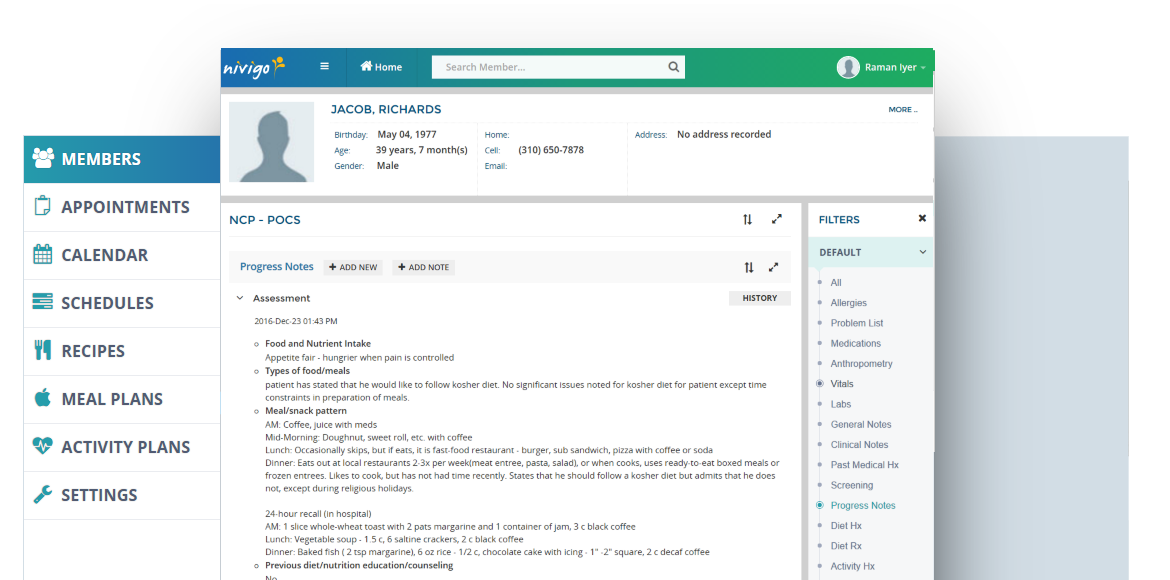 nivigo
Home
Search Member...
Raman Iyer
MEMBERS
APPOINTMENTS
CALENDAR
SCHEDULES
RECIPES
MEAL PLANS
ACTIVITY PLANS
SETTINGS
JACOB, RICHARDS
MORE ..
Birthday: May 04, 1977
Age: 39 years, 7 month(s)
Gender: Male
Home:
Cell: (310) 650-7878
Email:
Address: No address recorded
NCP - POCS
Progress Notes + ADD NEW + ADD NOTE
Assessment
HISTORY
2016-Dec-23 01:43 PM
Food and Nutrient Intake
Appetite fair - hungrier when pain is controlled
Types of food/meals
patient has stated that he would like to follow kosher diet. No significant issues noted for kosher diet for patient except time
constraints in preparation of meals.
Meal/snack pattern
AM: Coffee, juice with meds
Mid-Morning: Doughnut, sweet roll, etc. with coffee
Lunch: Occasionally skips, but if eats, it is fast-food restaurant - burger, sub sandwich, pizza with coffee or soda
Dinner: Eats out at local restaurants 2-3x per week(meat entree, pasta, salad), or when cooks, uses ready-to-eat boxed meals or
frozen entrees. Likes to cook, but has not had time recently. States that he should follow a kosher diet but admits that he does
not, except during religious holidays.
24-hour recall (in hospital)
AM: 1 slice whole-wheat toast with 2 pats margarine and 1 container of jam, 3 c black coffee
Lunch: Vegetable soup - 1.5 c, 6 saltine crackers, 2 c black coffee
Dinner: Baked fish ( 2 tsp margarine), 6 oz rice - 1/2 c, chocolate cake with icing - 1" -2" square, 2 c decaf coffee
Previous diet/nutrition education/counseling
No
FILTERS
DEFAULT
All
Allergies
Problem List
Medications
Anthropometry
Vitals
Labs
General Notes
Clinical Notes
Past Medical Hx
Screening
Progress Notes
Diet Hx
Diet Rx
Activity Hx